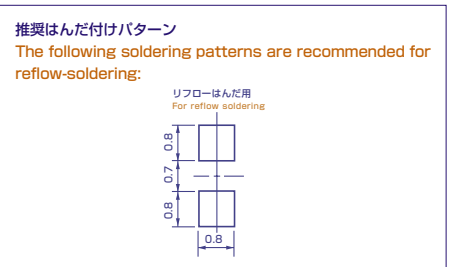 推奨はんだ付けパターン
The following soldering patterns are recommended for
reflow-soldering:
リフローはんだ用
For reflow soldering
0.8
0.7
0.8
0.8